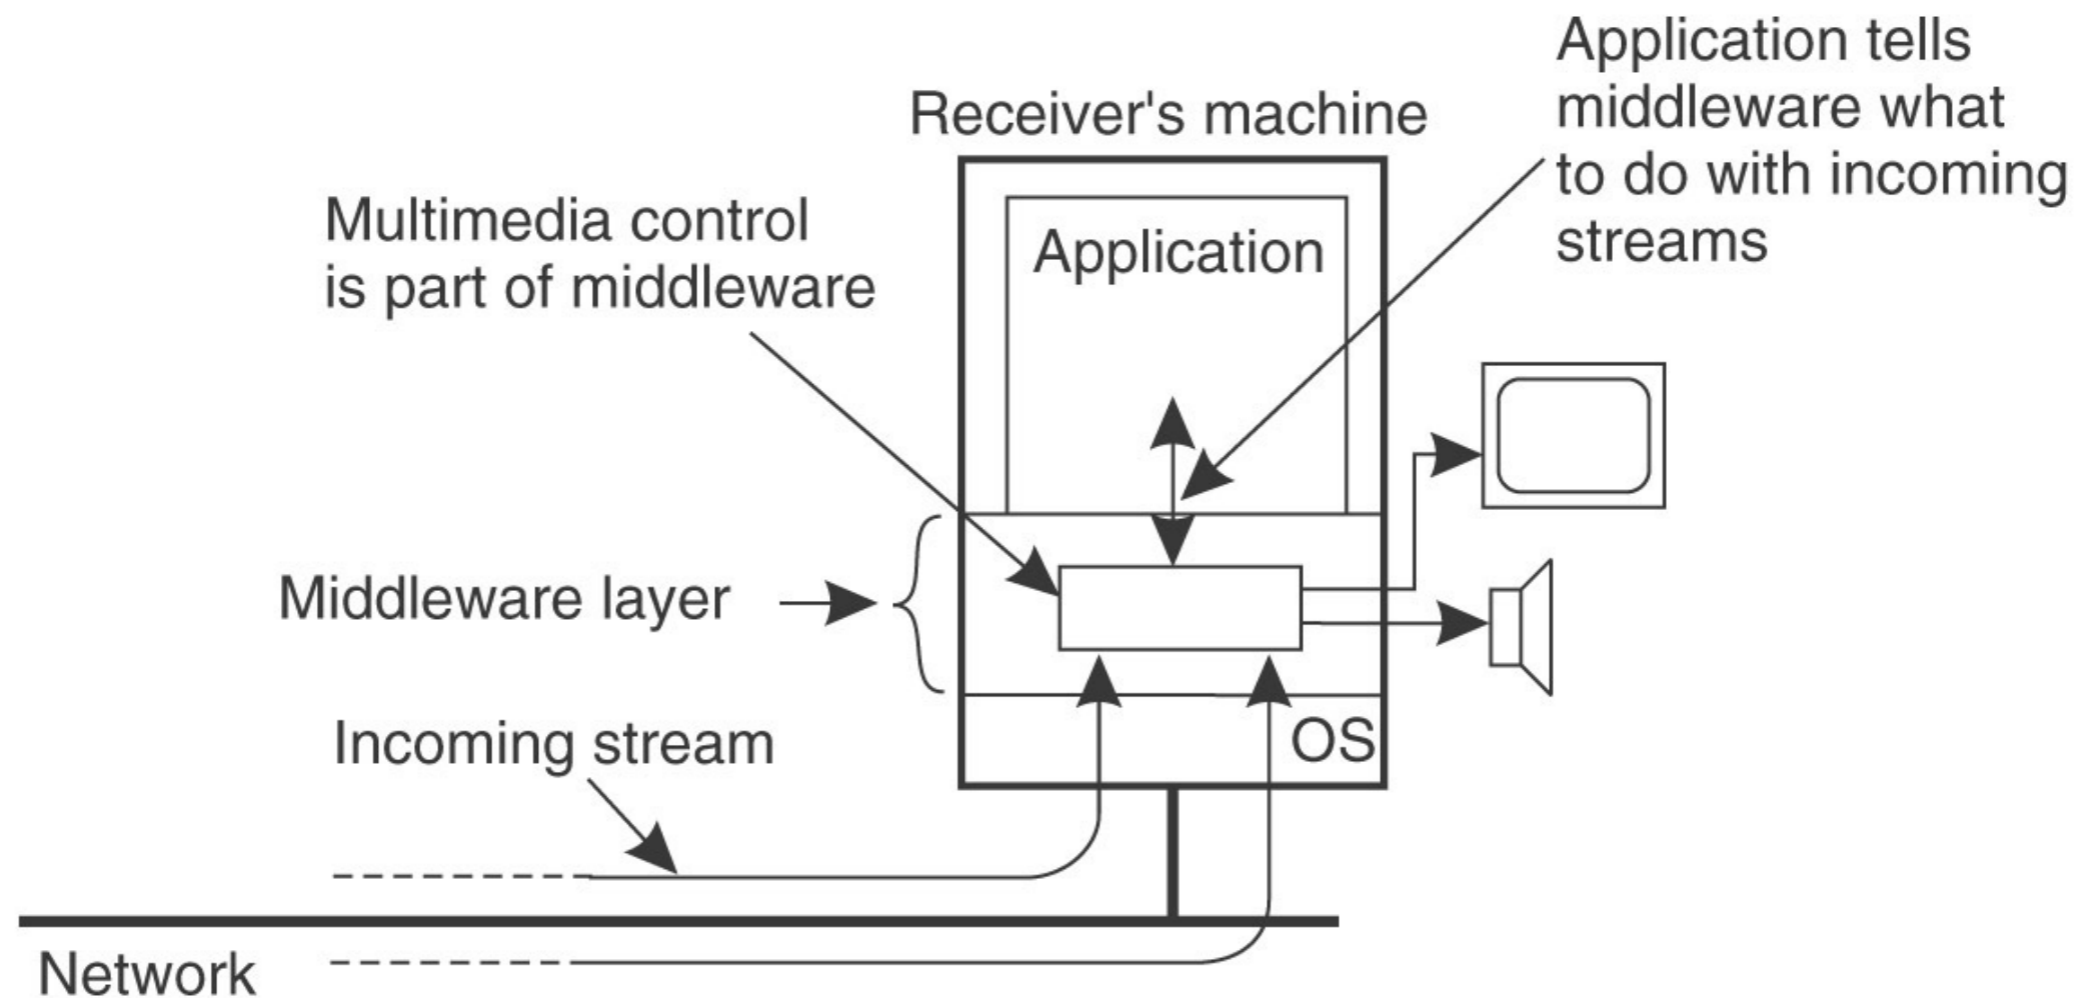 Application tells
middleware what
to do with incoming
streams
Receiver's machine
Multimedia control
is part of middleware
Application
Middleware layer
Incoming stream
OS
Network